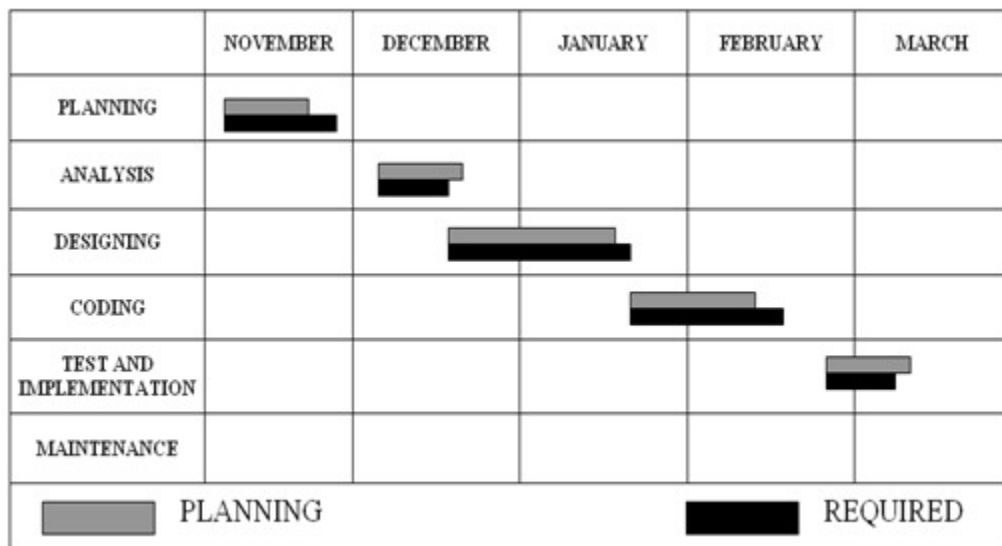 NOVEMBER DECEMBER JANUARY FEBRUARY MARCH
PLANNING
ANALYSIS
DESIGNING
CODING
TEST AND
IMPLEMENTATION
MAINTENANCE
PLANNING REQUIRED